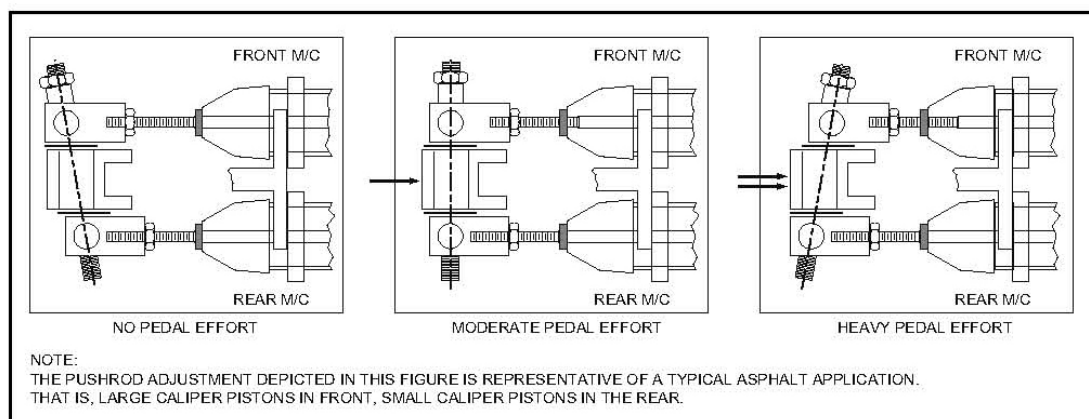 FRONT M/C
FRONT M/C
FRONT M/C
REAR M/C
REAR M/C
REAR M/C
NO PEDAL EFFORT
MODERATE PEDAL EFFORT
HEAVY PEDAL EFFORT
NOTE:
THE PUSHROD ADJUSTMENT DEPICTED IN THIS FIGURE IS REPRESENTATIVE OF A TYPICAL ASPHALT APPLICATION.
THAT IS, LARGE CALIPER PISTONS IN FRONT, SMALL CALIPER PISTONS IN THE REAR.